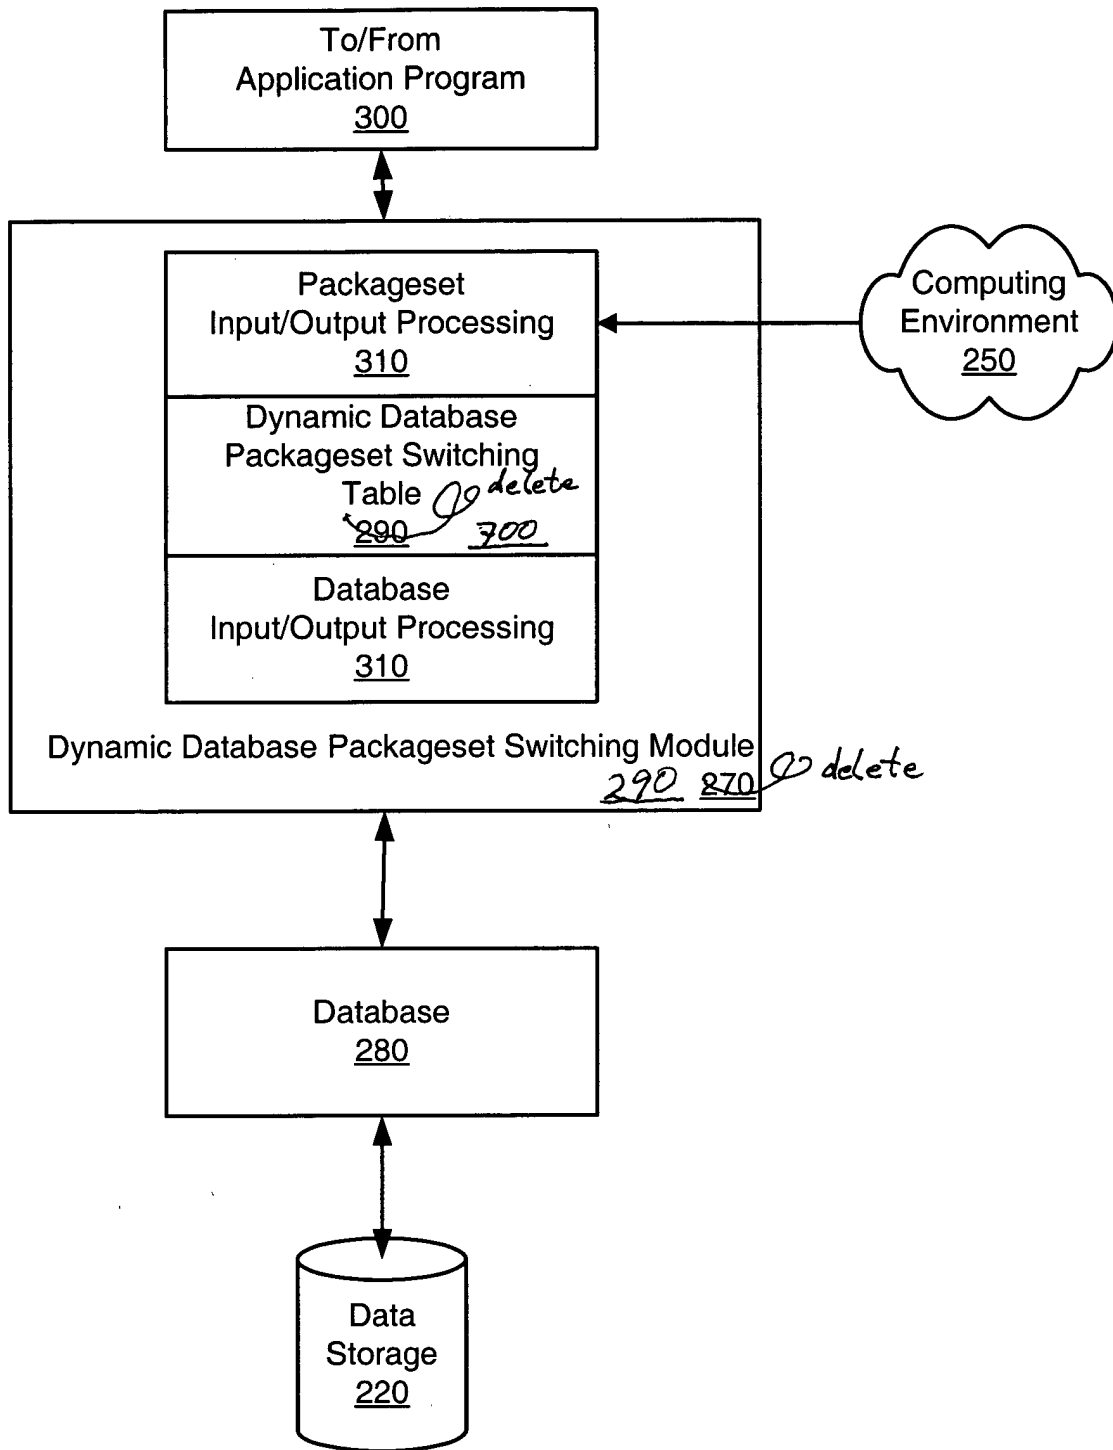 To/From
Application Program
300
Packageset
Input/Output Processing
310
Computing
Environment
250
Dynamic Database
Packageset Switching
Table delete
290 700
Database
Input/Output Processing
310
Dynamic Database Packageset Switching Module
290 270 delete
Database
280
Data
Storage
220